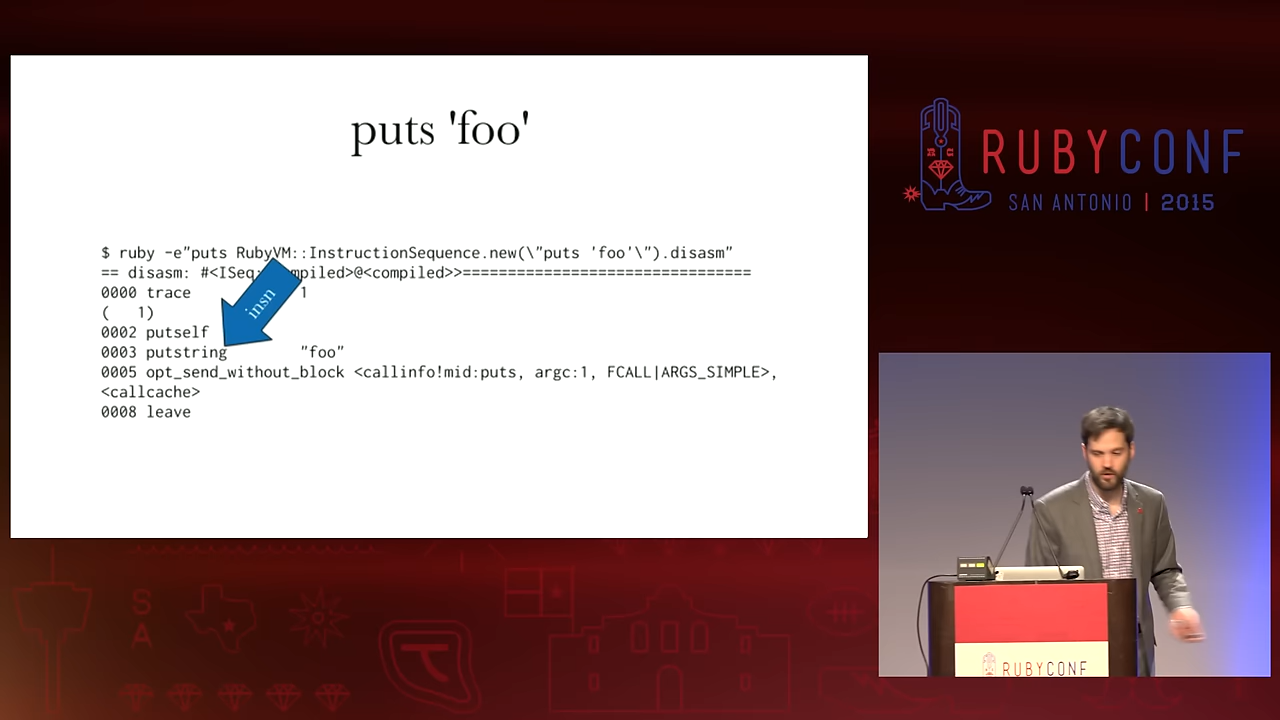 puts 'foo'
$ ruby -e"puts RubyVM::InstructionSequence.new(\"puts 'foo'\").disasm"
== disasm: #<ISeq: mpiled>@<compiled>>================================
0000 trace 1
( 1)
insn
0002 putself
0003 putstring "foo"
0005 opt_send_without_block <callinfo!mid:puts, argc:1, FCALL|ARGS_SIMPLE>,
<callcache>
0008 leave
RUBYCONF
SAN ANTONIO | 2015
RUBYCONF
S
A